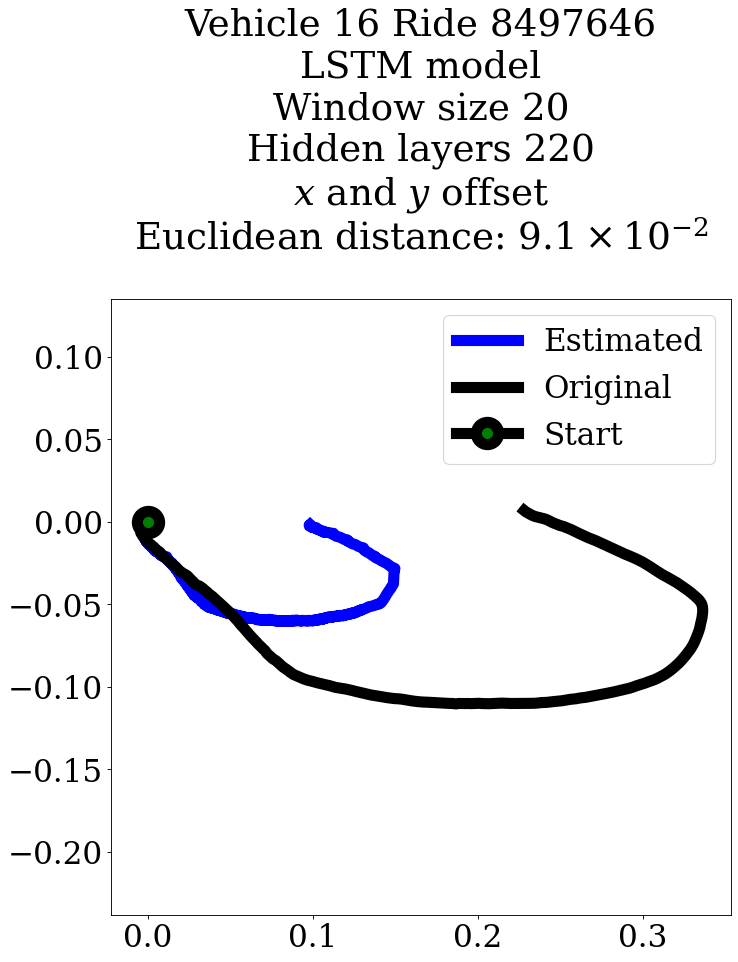 Vehicle 16 Ride 8497646
LSTM model
Window size 20
Hidden layers 220
x and y offset
Euclidean distance: 9.1 × 10⁻²
Estimated
Original
Start
0.10
0.05
0.00
−0.05
−0.10
−0.15
−0.20
0.0 0.1 0.2 0.3